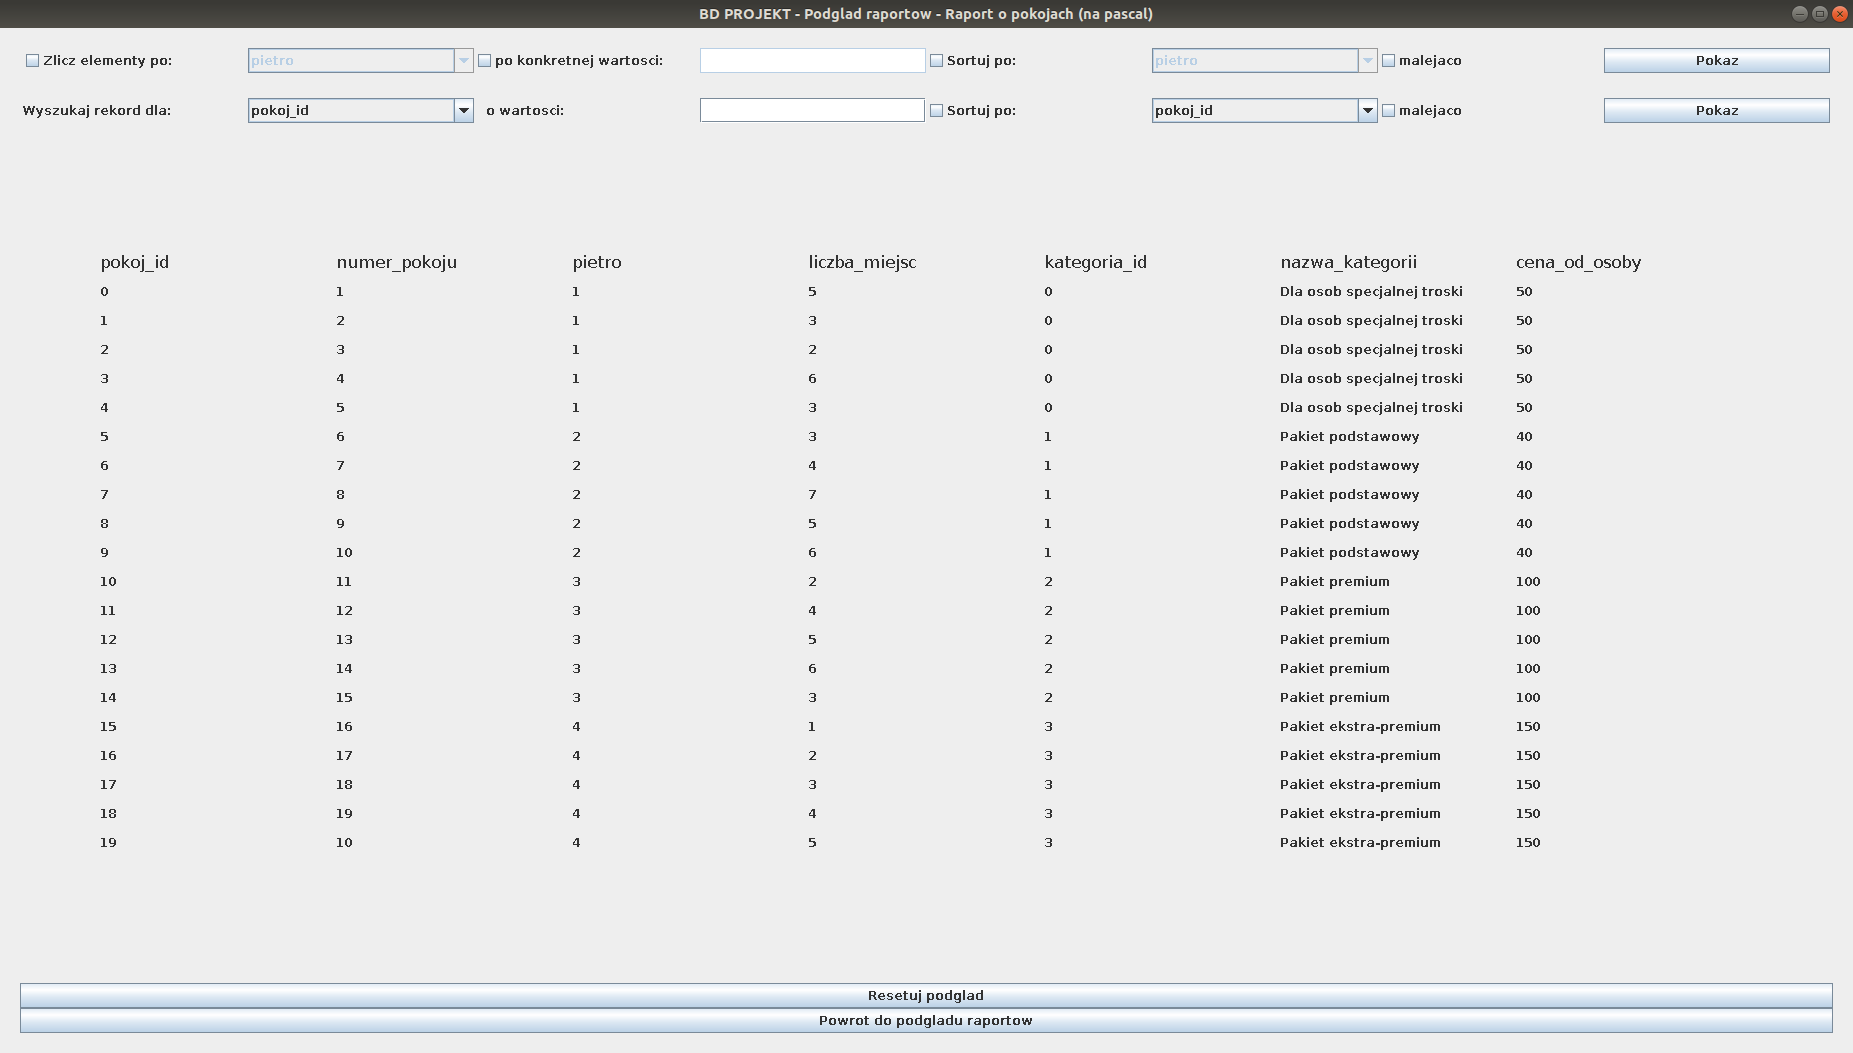 BD PROJEKT - Podglad raportow - Raport o pokojach (na pascal)
Zlicz elementy po: pietro po konkretnej wartosci: Sortuj po: pietro malejaco Pokaz
Wyszukaj rekord dla: pokoj_id o wartosci: Sortuj po: pokoj_id malejaco Pokaz
pokoj_id numer_pokoju pietro liczba_miejsc kategoria_id nazwa_kategorii cena_od_osoby
0 1 1 5 0 Dla osob specjalnej troski 50
1 2 1 3 0 Dla osob specjalnej troski 50
2 3 1 2 0 Dla osob specjalnej troski 50
3 4 1 6 0 Dla osob specjalnej troski 50
4 5 1 3 0 Dla osob specjalnej troski 50
5 6 2 3 1 Pakiet podstawowy 40
6 7 2 4 1 Pakiet podstawowy 40
7 8 2 7 1 Pakiet podstawowy 40
8 9 2 5 1 Pakiet podstawowy 40
9 10 2 6 1 Pakiet podstawowy 40
10 11 3 2 2 Pakiet premium 100
11 12 3 4 2 Pakiet premium 100
12 13 3 5 2 Pakiet premium 100
13 14 3 6 2 Pakiet premium 100
14 15 3 3 2 Pakiet premium 100
15 16 4 1 3 Pakiet ekstra-premium 150
16 17 4 2 3 Pakiet ekstra-premium 150
17 18 4 3 3 Pakiet ekstra-premium 150
18 19 4 4 3 Pakiet ekstra-premium 150
19 10 4 5 3 Pakiet ekstra-premium 150
Resetuj podglad
Powrot do podgladu raportow